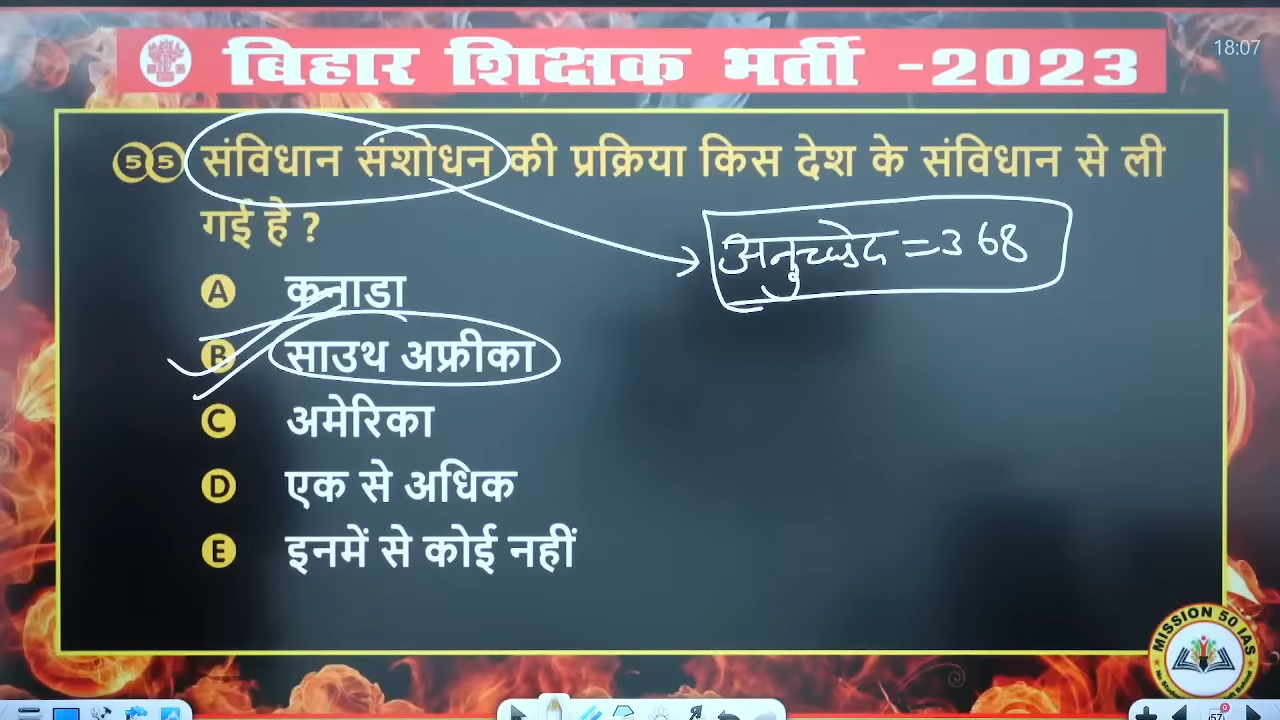 18:07
बिहार शिक्षक भर्ती -2023
55 संविधान संशोधन की प्रक्रिया किस देश के संविधान से ली
गई है ?
अनुच्छेद = 368
A कनाडा
B साउथ अफ्रीका
C अमेरिका
D एक से अधिक
E इनमें से कोई नहीं
MISSION 50 IAS
57